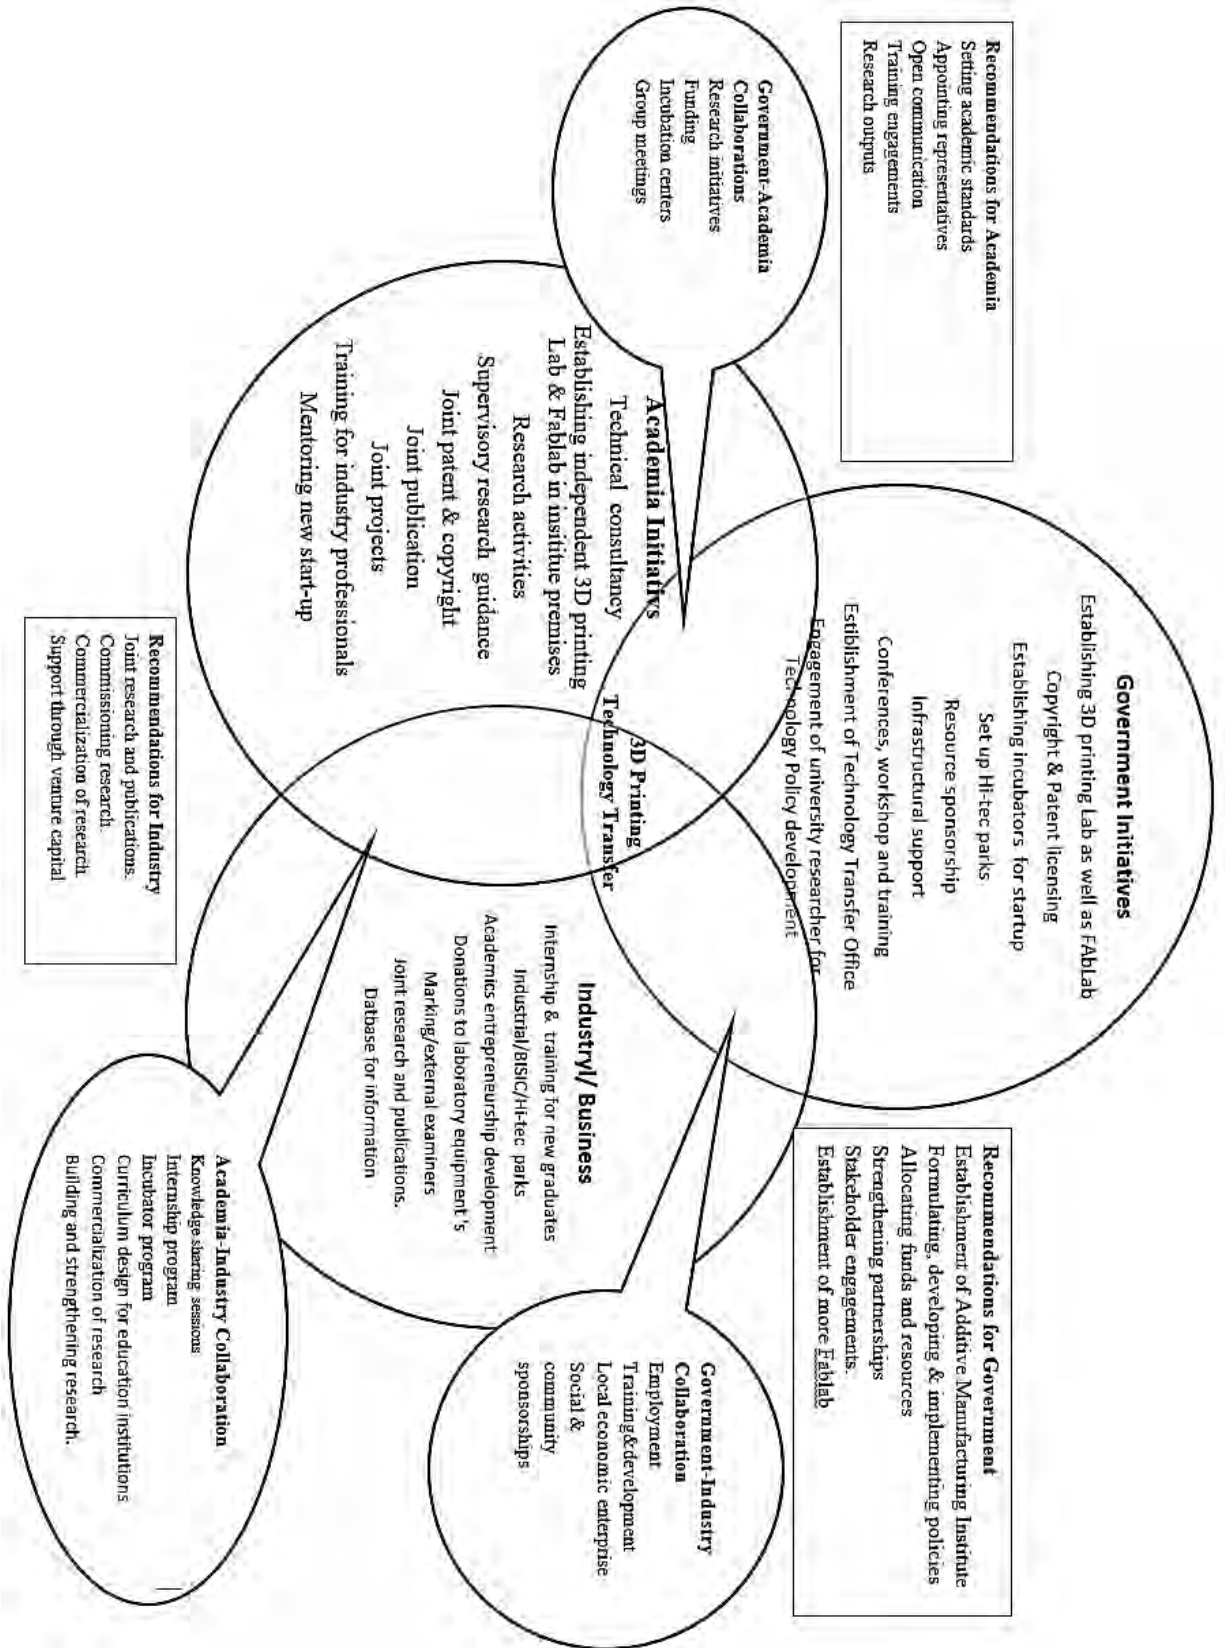 Recommendations for Academia
Setting academic standards
Appointing representatives
Open communication
Training engagements
Research outputs
Government Initiatives
Establishing 3D printing Lab as well as FAbLab
Copyright & Patent licensing
Establishing incubators for startup
Set up Hi-tec parks
Resource sponsorship
Infrastructural support
Conferences, workshop and training
Estiblishment of Technology Transfer Office
Engagement of university researcher for
Technology Policy development
Recommendations for Government
Establishment of Additive Manufacturing Institute
Formulating, developing & implementing policies
Allocating funds and resources
Strengthening partnerships
Stakeholder engagements.
Establishment of more Fablab
Government-Academia
Collaborations
Research initiatives
Funding
Incubation centers
Group meetings
3D Printing
Technology Transfer
Government-Industry
Collaboration
Employment
Training&development
Local economic enterprise
Social &
community
sponsorships
Academia Initiativs
Technical consultancy
Establishing independent 3D printing
Lab & Fablab in insititue premises
Research activities
Supervisory research guidance
Joint patent & copyright
Joint publication
Joint projects
Training for industry professionals
Mentoring new start-up
Industryl/ Business
Internship & training for new graduates
Industrial/BISIC/Hi-tec parks
Academics entrepreneurship development
Donations to laboratory equipment's
Marking/external examiners
Joint research and publications.
Datbase for information
Recommendations for Industry
Joint research and publications.
Commissioning research.
Commercialization of research
Support through venture capital
Academia-Industry Collaboration
Knowledge sharing sessions
Internship program
Incubator program
Curriculum design for education institutions
Commercialization of research
Building and strengthening research.